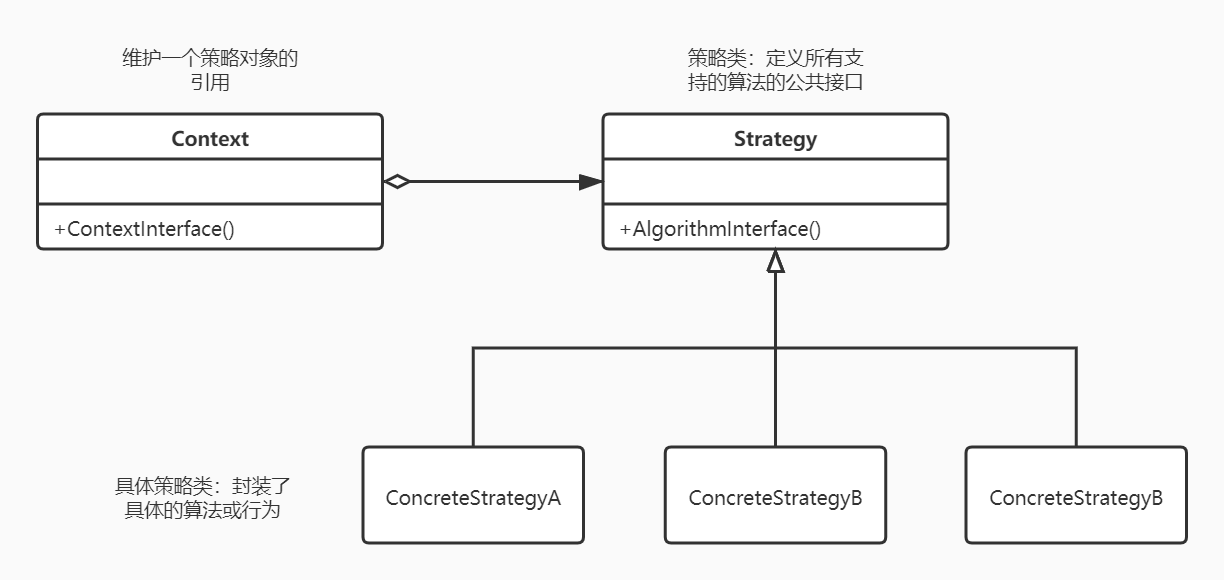 维护一个策略对象的
引用
策略类：定义所有支
持的算法的公共接口
Context
Strategy
+ContextInterface()
+AlgorithmInterface()
具体策略类：封装了
具体的算法或行为
ConcreteStrategyA
ConcreteStrategyB
ConcreteStrategyB